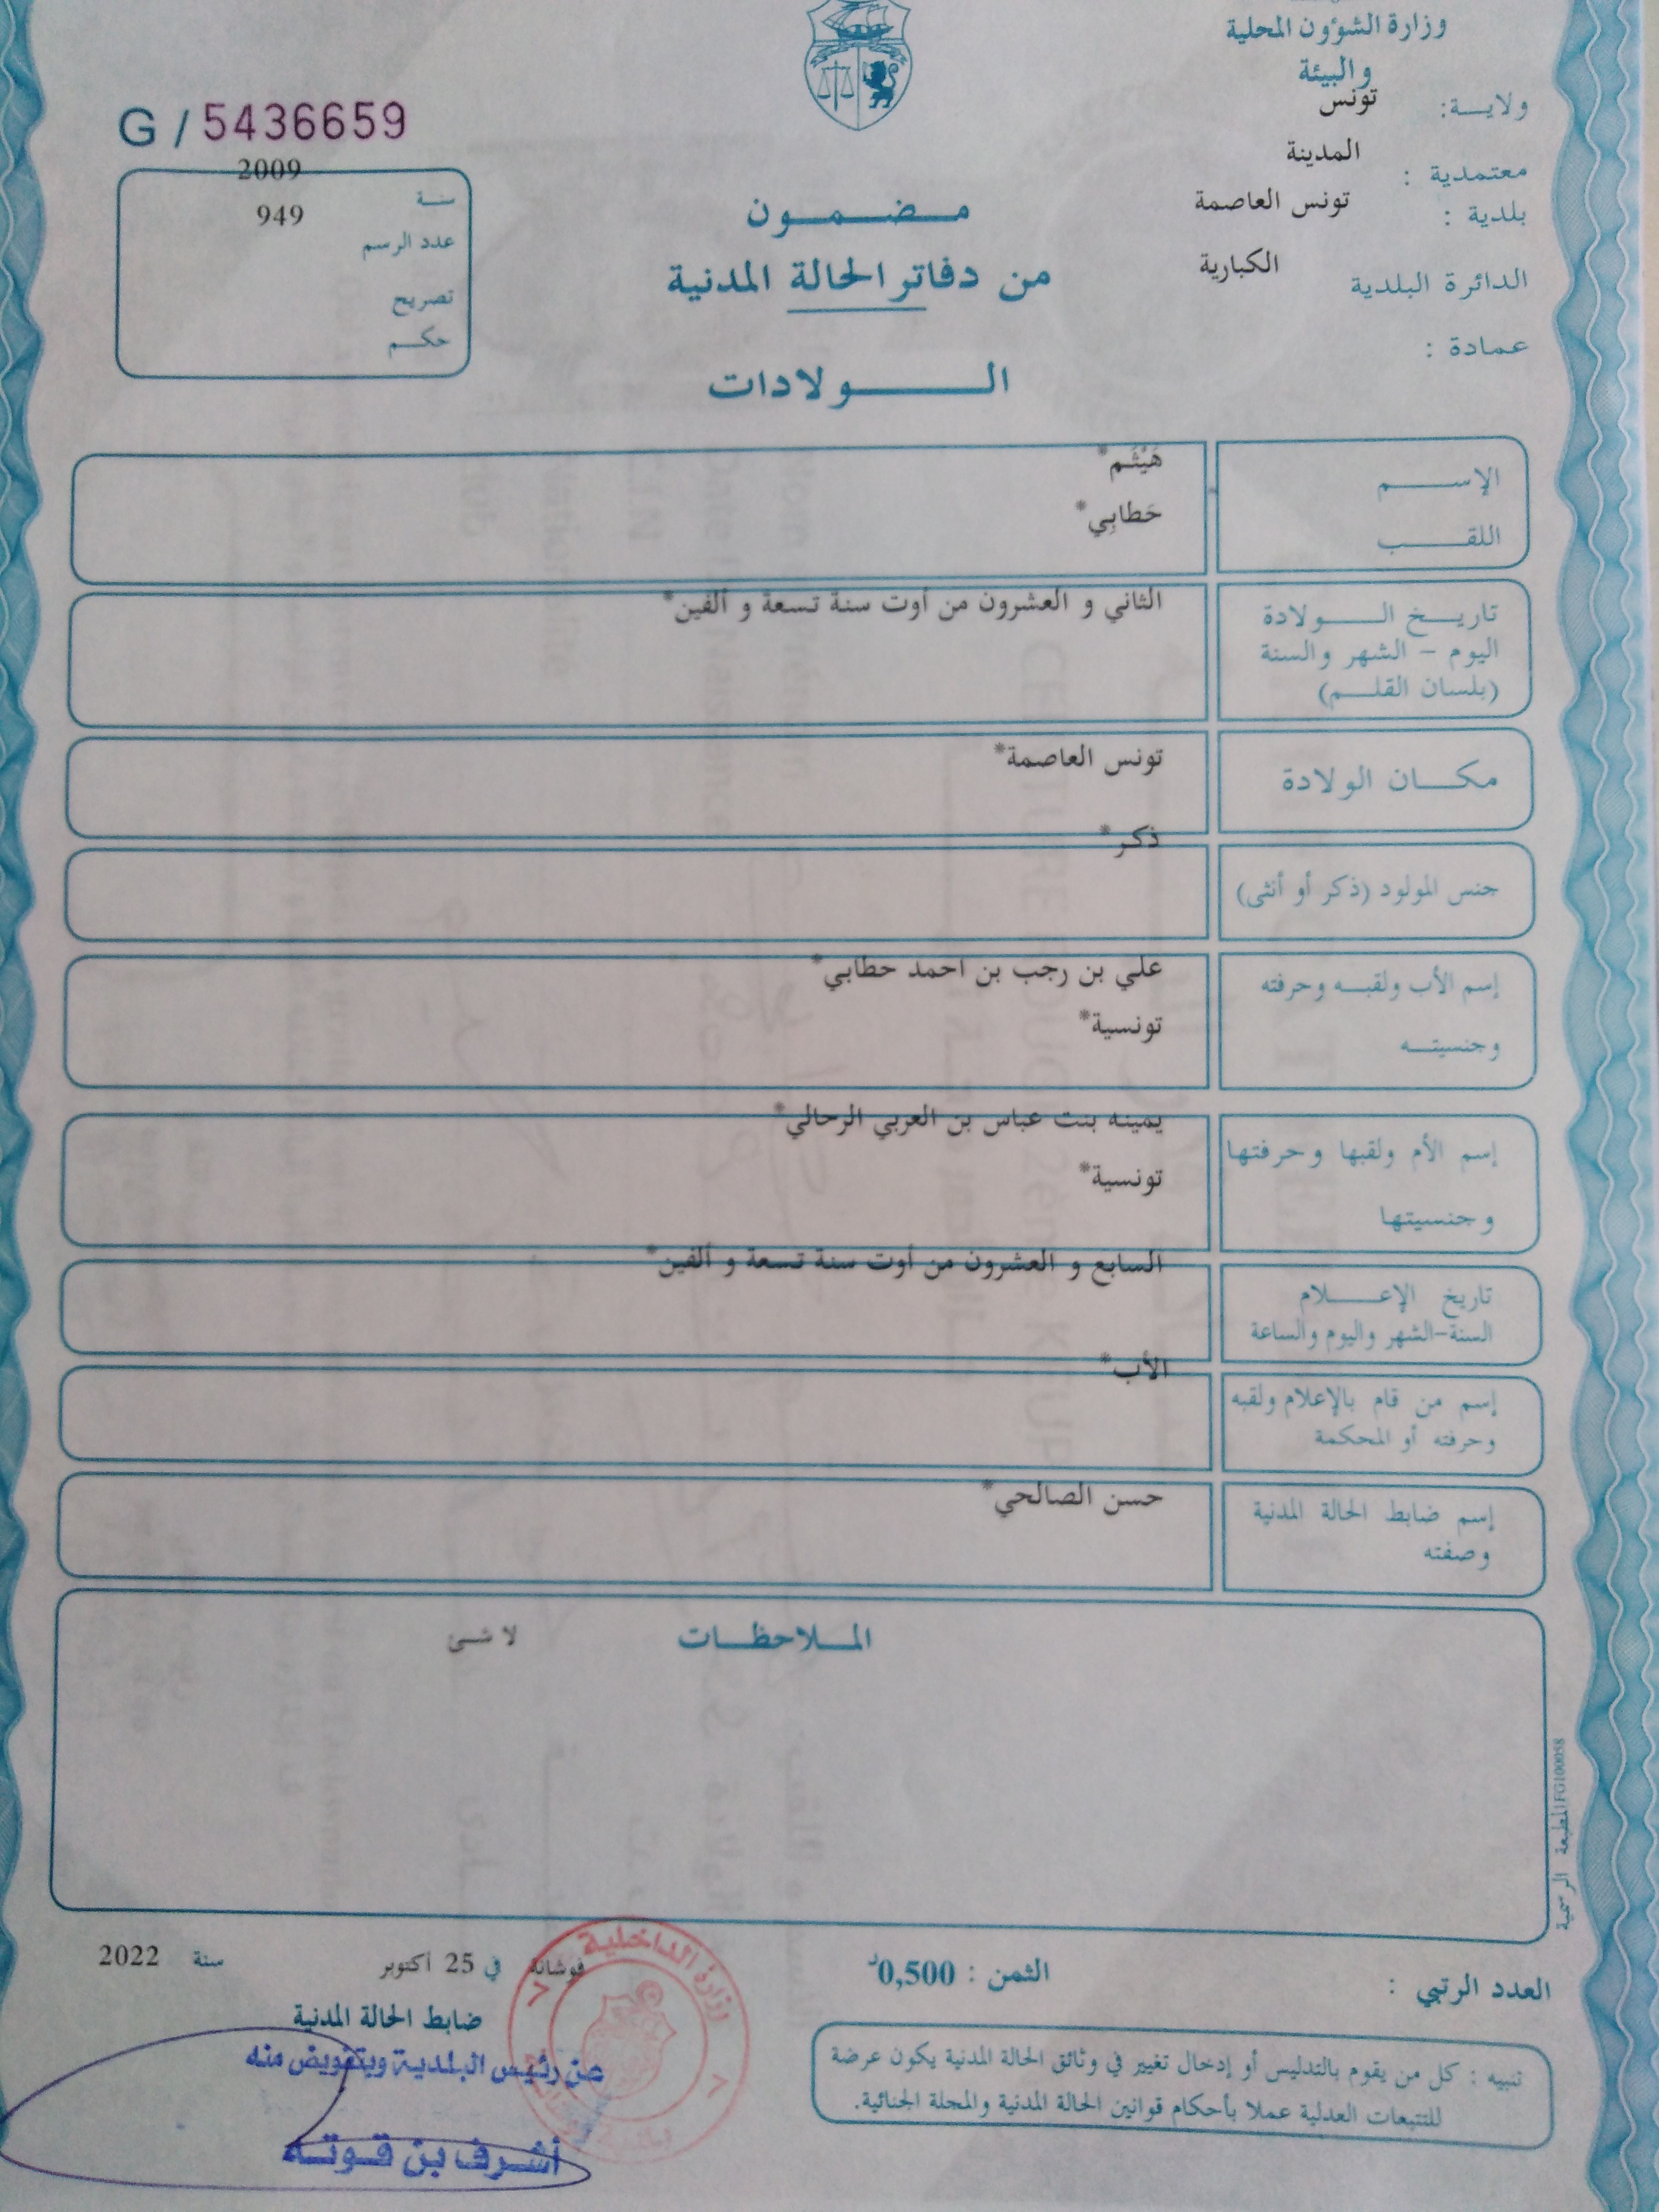 وزارة الشؤون المحلية
والبيئة
ولاية: تونس
معتمدية : المدينة
بلدية : تونس العاصمة
الدائرة البلدية الكبارية
عمادة :
مضمون
من دفاتر الحالة المدنية
الولادات
G / 5436659
سنة 2009
عدد الرسم 949
تصريح
حكم
الإسم هَيْثَم*
اللقب حَطابِي*
تاريخ الولادة الثاني و العشرون من أوت سنة تسعة و ألفين*
اليوم - الشهر والسنة
(بلسان القلم)
مكان الولادة تونس العاصمة*
جنس المولود (ذكر أو أنثى) ذكر*
إسم الأب ولقبه وحرفته علي بن رجب بن احمد حطابي*
وجنسيته تونسية*
إسم الأم ولقبها وحرفتها يمينه بنت عباس بن العربي الرحالي*
وجنسيتها تونسية*
تاريخ الإعلام السابع و العشرون من أوت سنة تسعة و ألفين*
السنة-الشهر واليوم والساعة
إسم من قام بالإعلام ولقبه الأب*
وحرفته أو المحكمة
إسم ضابط الحالة المدنية حسن الصالحي*
وصفته
الملاحظات لا شئ
المطبعة الرسمية FG100058
العدد الرتبي :
الثمن : 0,500د
فوشانة في 25 أكتوبر سنة 2022
ضابط الحالة المدنية
عن رئيس البلدية وبتفويض منه
أشرف بن قوتة
وزارة الداخلية
تنبيه : كل من يقوم بالتدليس أو إدخال تغيير في وثائق الحالة المدنية يكون عرضة
للتتبعات العدلية عملا بأحكام قوانين الحالة المدنية والمجلة الجنائية.